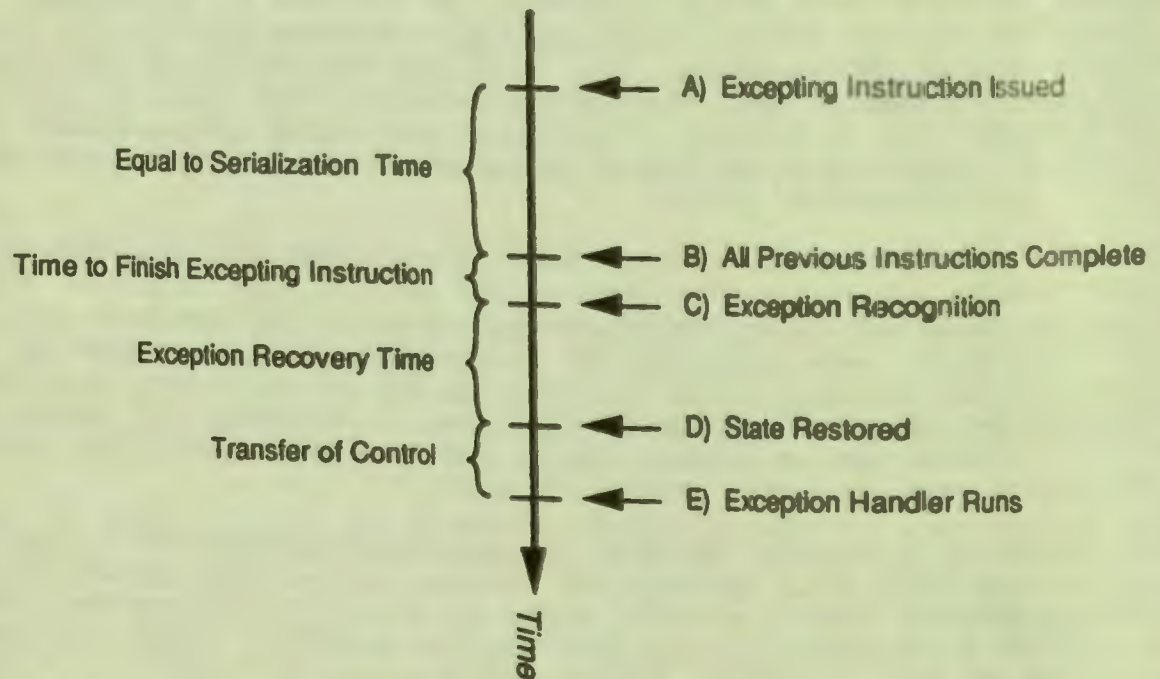 A) Excepting Instruction Issued
Equal to Serialization Time
B) All Previous Instructions Complete
Time to Finish Excepting Instruction
C) Exception Recognition
Exception Recovery Time
D) State Restored
Transfer of Control
E) Exception Handler Runs
Time